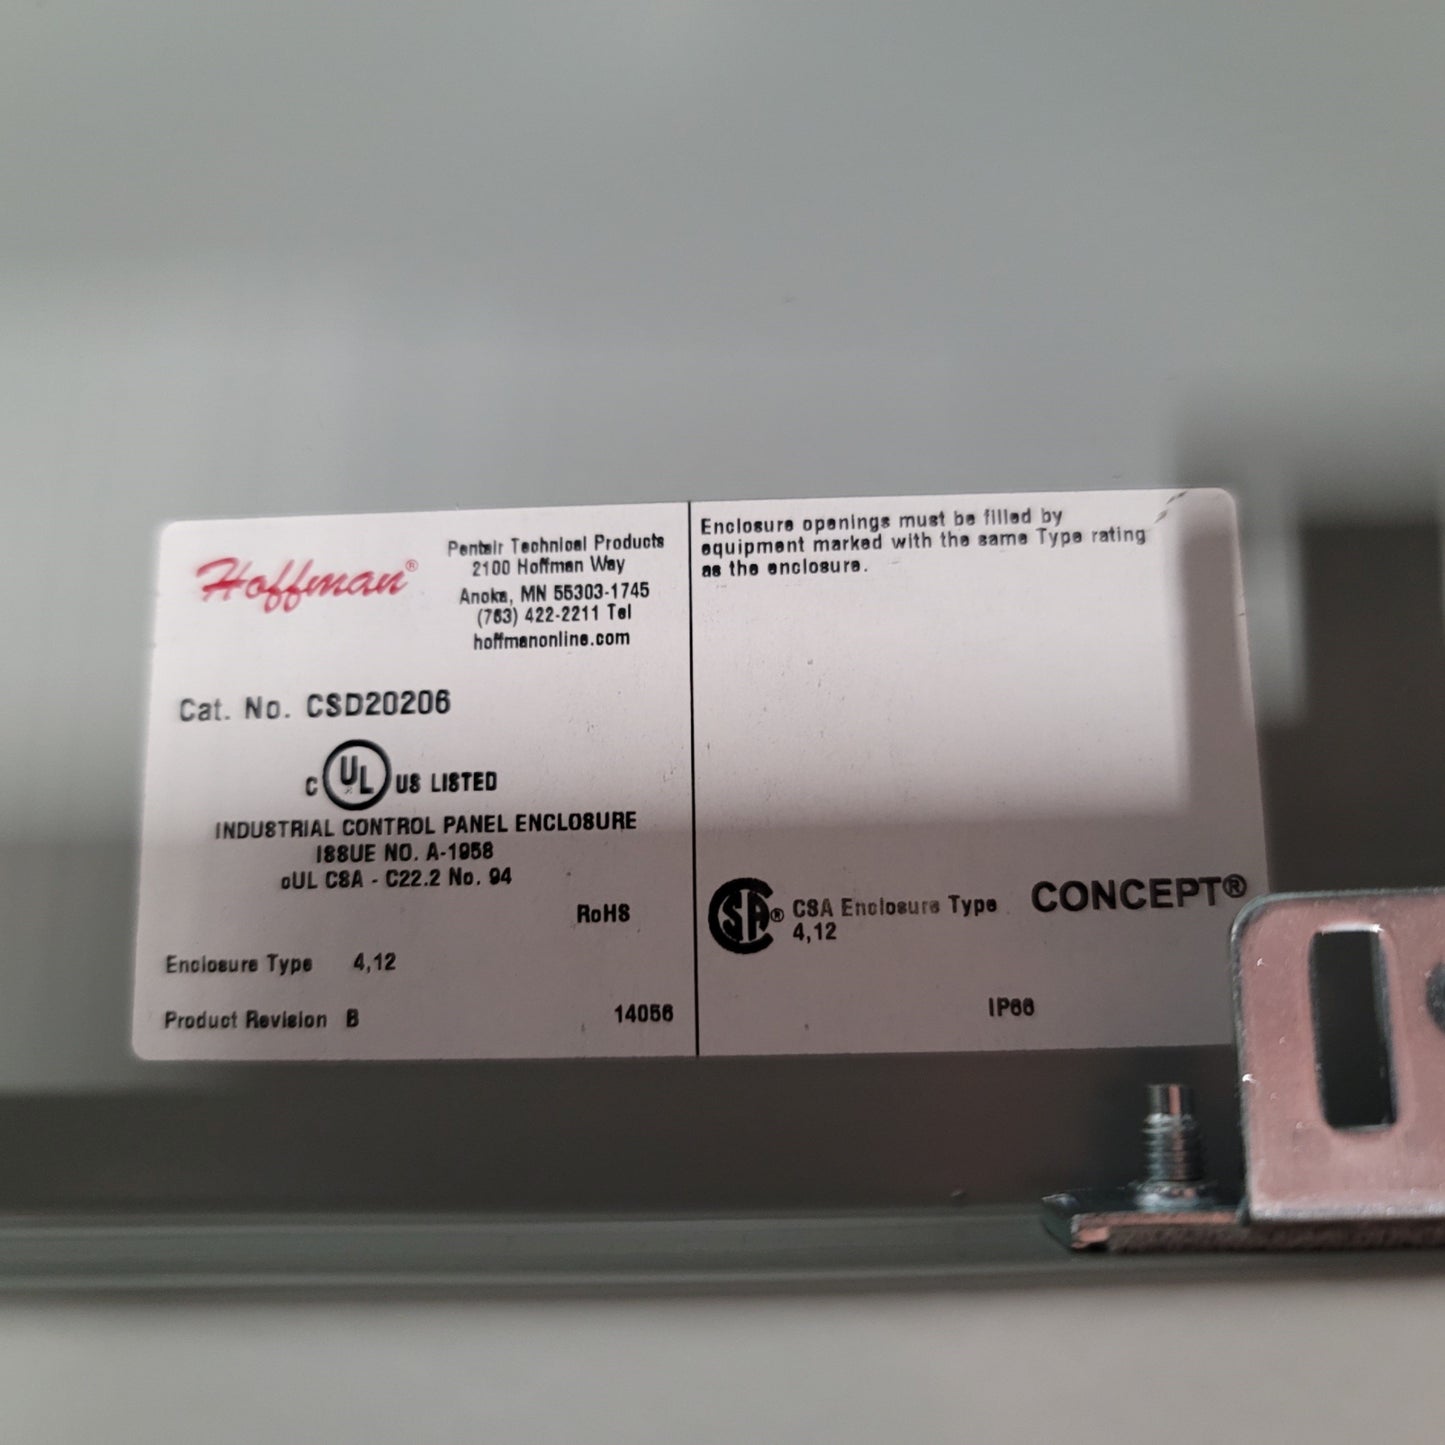 Hoffman®
Pentair Technical Products
2100 Hoffman Way
Anoka, MN 55303-1745
(763) 422-2211 Tel
hoffmanonline.com
Cat. No. CSD20206
C UL US LISTED
INDUSTRIAL CONTROL PANEL ENCLOSURE
ISSUE NO. A-1958
cUL CSA - C22.2 No. 94
RoHS
Enclosure Type 4,12
Product Revision B 14056
Enclosure openings must be filled by
equipment marked with the same Type rating
as the enclosure.
SA® CSA Enclosure Type
4,12
CONCEPT®
IP66